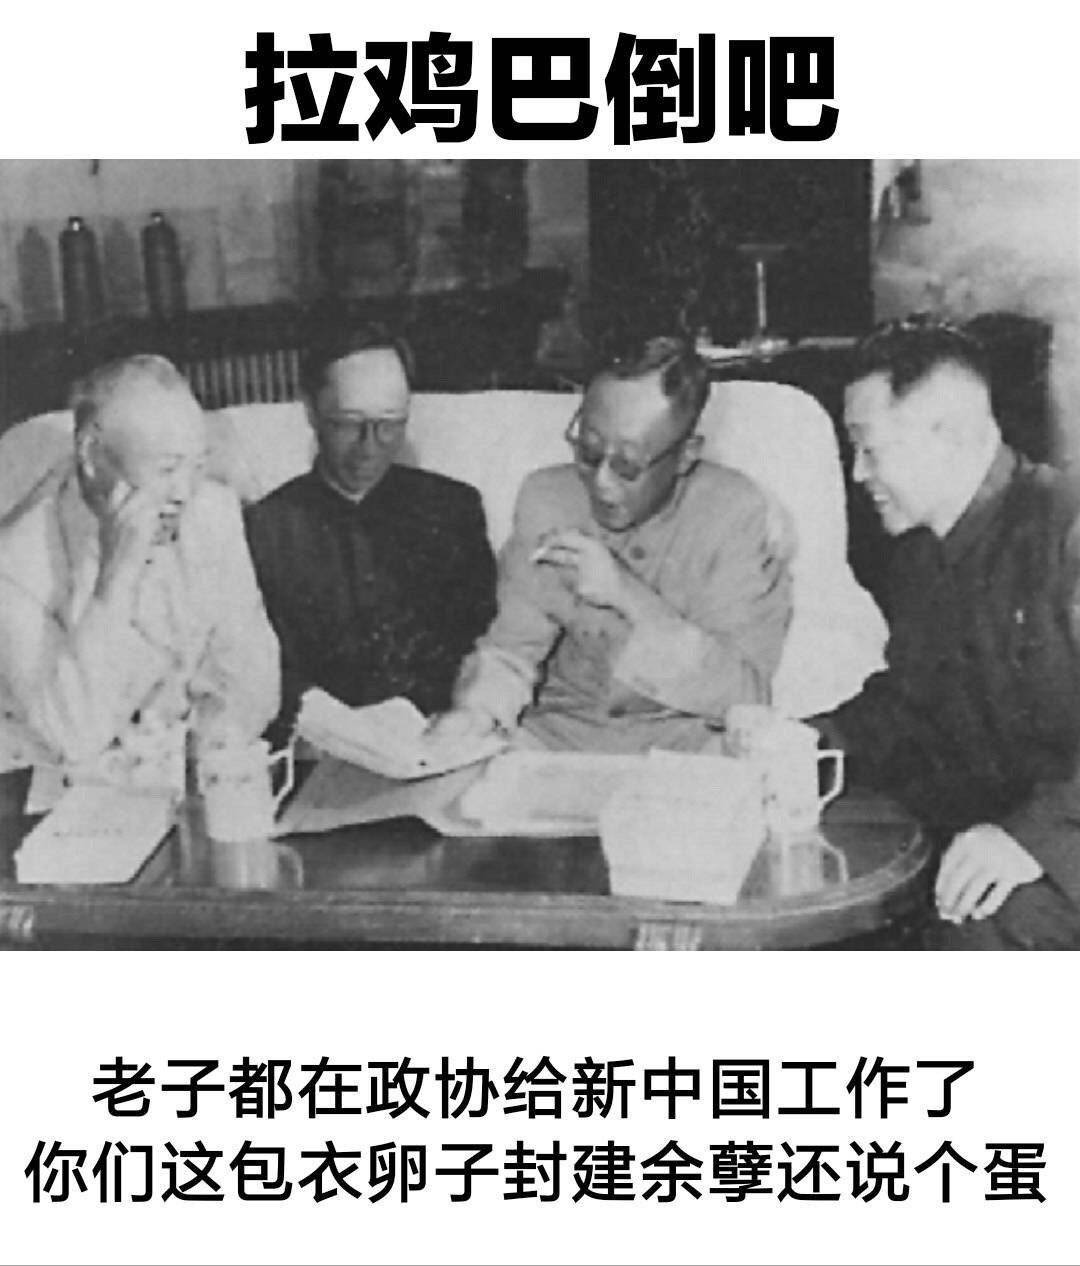 拉鸡巴倒吧
老子都在政协给新中国工作了
你们这包衣卵子封建余孽还说个蛋